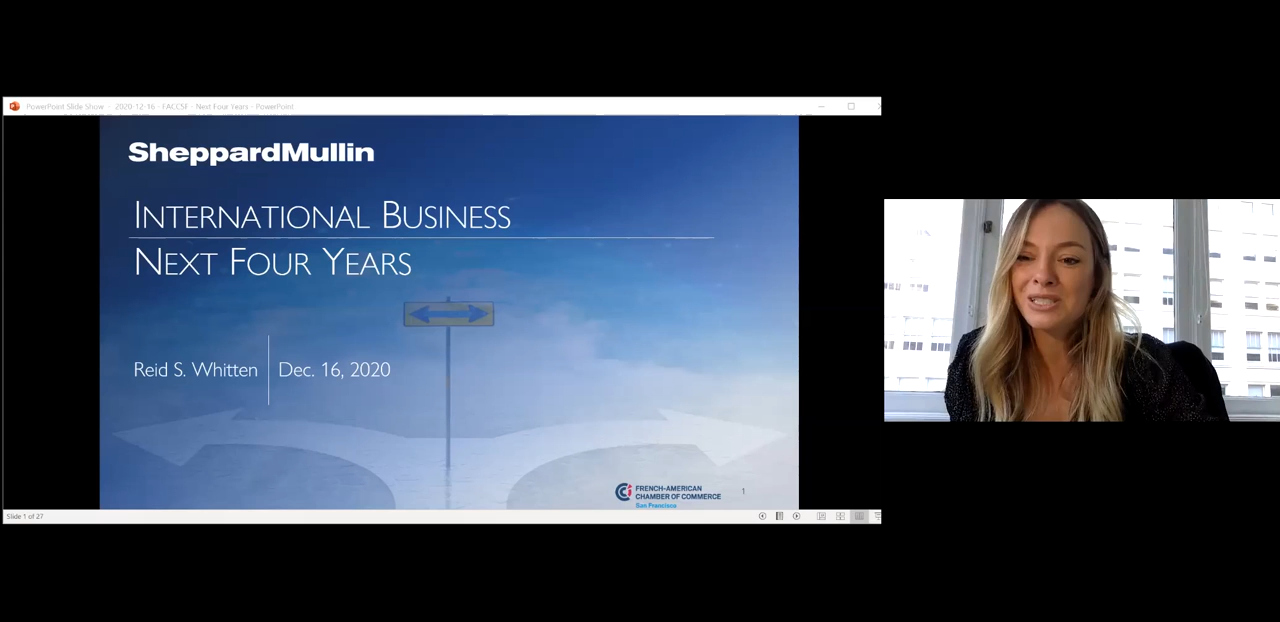 PowerPoint Slide Show - 2020-12-16 - FACCSF - Next Four Years - PowerPoint
SheppardMullin
INTERNATIONAL BUSINESS
NEXT FOUR YEARS
Reid S. Whitten
Dec. 16, 2020
FRENCH-AMERICAN
CHAMBER OF COMMERCE
San Francisco
1
Slide 1 of 27